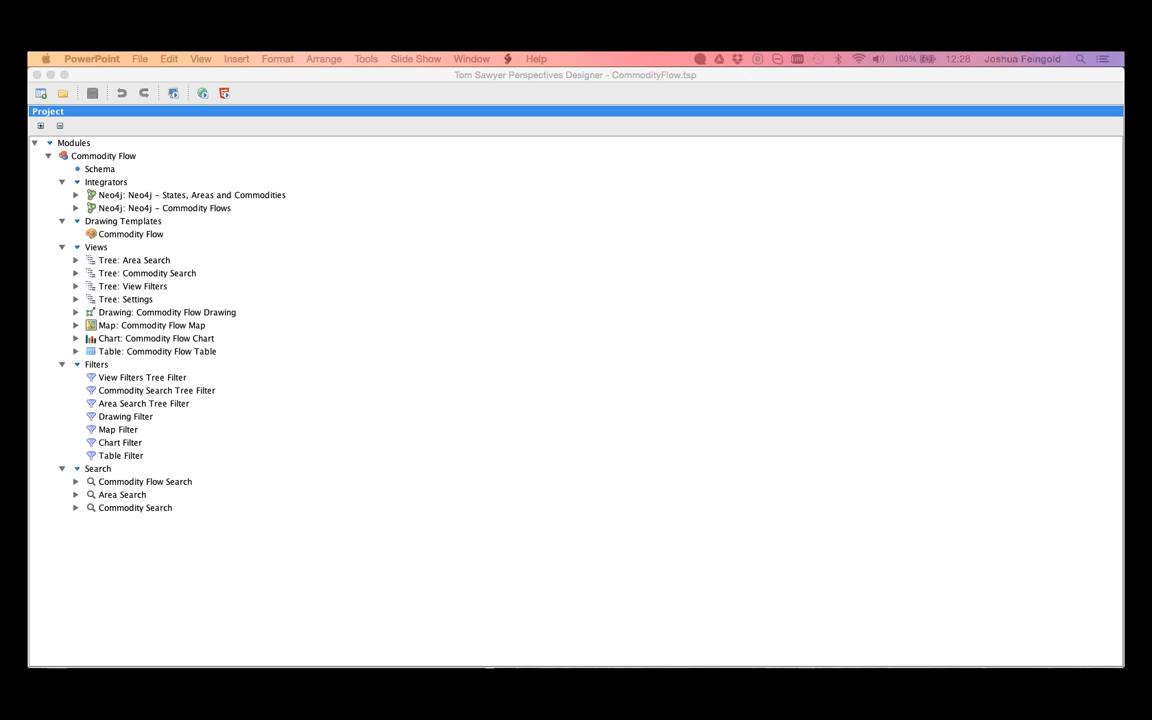 PowerPoint File Edit View Insert Format Arrange Tools Slide Show Window Help 100% 12:28 Joshua Feingold
Tom Sawyer Perspectives Designer - CommodityFlow.tsp
Project
Modules
Commodity Flow
Schema
Integrators
Neo4j: Neo4j - States, Areas and Commodities
Neo4j: Neo4j - Commodity Flows
Drawing Templates
Commodity Flow
Views
Tree: Area Search
Tree: Commodity Search
Tree: View Filters
Tree: Settings
Drawing: Commodity Flow Drawing
Map: Commodity Flow Map
Chart: Commodity Flow Chart
Table: Commodity Flow Table
Filters
View Filters Tree Filter
Commodity Search Tree Filter
Area Search Tree Filter
Drawing Filter
Map Filter
Chart Filter
Table Filter
Search
Commodity Flow Search
Area Search
Commodity Search